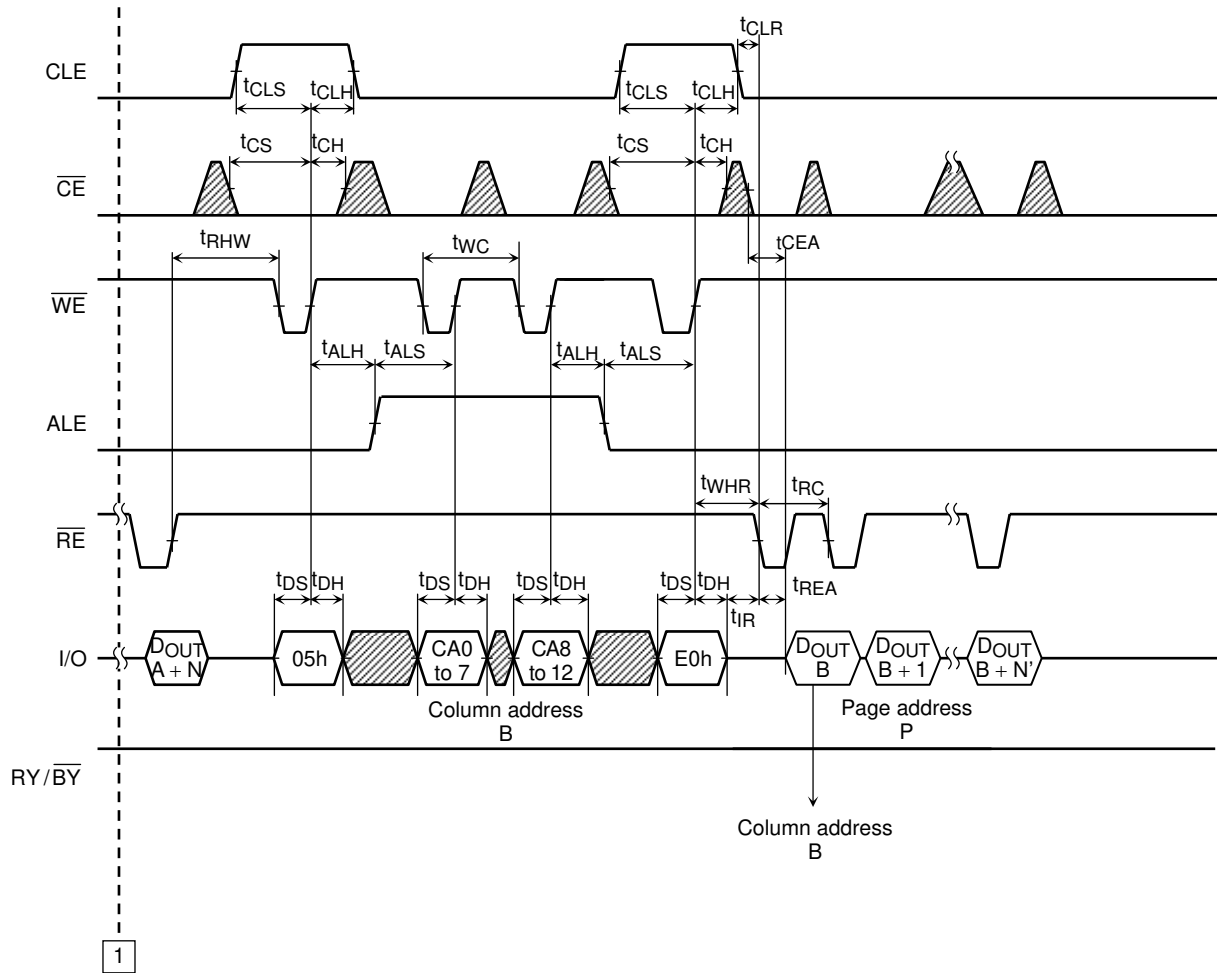 tCLR
CLE
tCLS tCLH tCLS tCLH
tCS tCH tCS tCH
CE
tRHW tWC tCEA
WE
tALH tALS tALH tALS
ALE
tWHR tRC
RE
tDS tDH tDS tDH tDS tDH tDS tDH tREA
tIR
I/O
DOUT
A + N
05h
CA0
to 7
CA8
to 12
E0h
DOUT
B
DOUT
B + 1
DOUT
B + N’
Column address
B
Page address
P
RY / BY
Column address
B
1